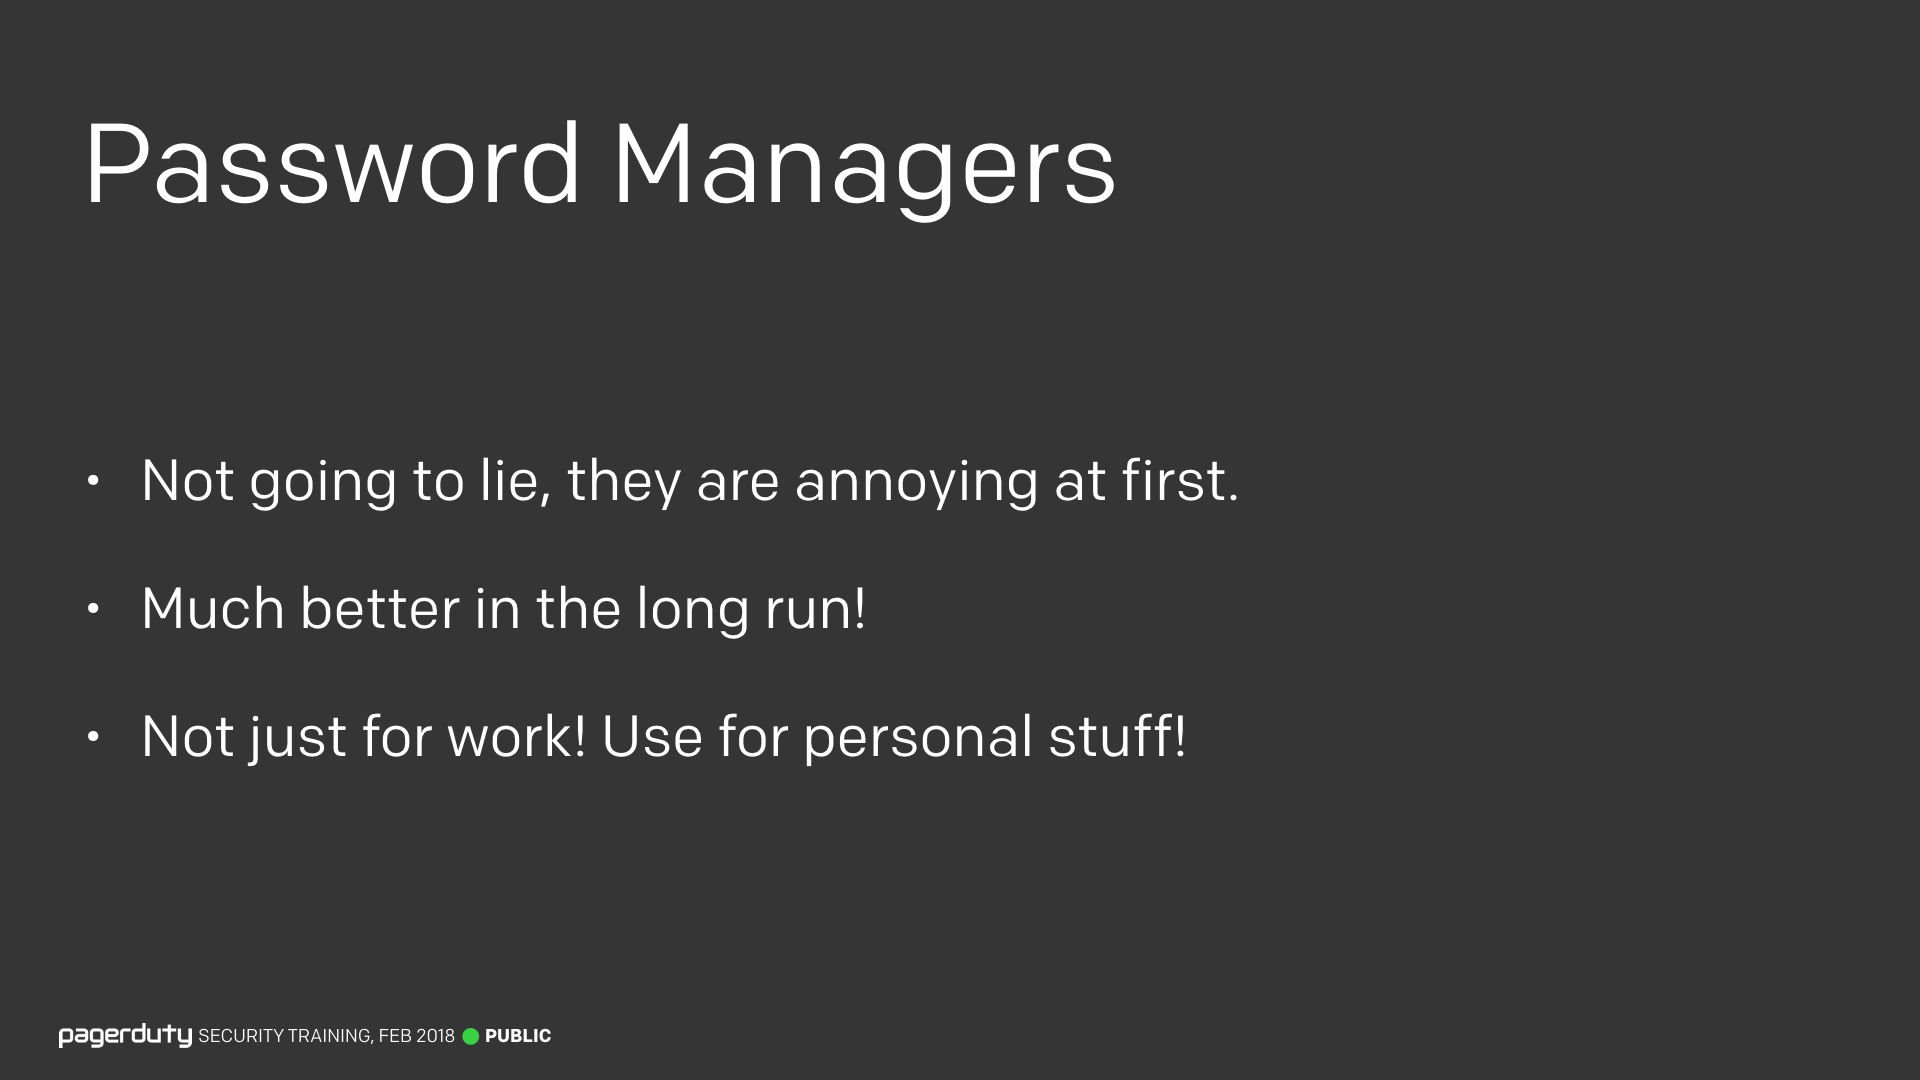 Password Managers
• Not going to lie, they are annoying at first.
• Much better in the long run!
• Not just for work! Use for personal stuff!
pagerduty SECURITY TRAINING, FEB 2018 PUBLIC